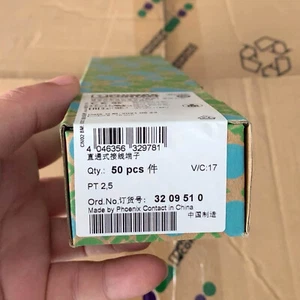 4 046356 329781
直通式接线端子
Qty.: 50 pcs 件 V/C:17
PT 2,5
Ord.No.订货号: 32 09 51 0
Made by Phoenix Contact in China
中国制造